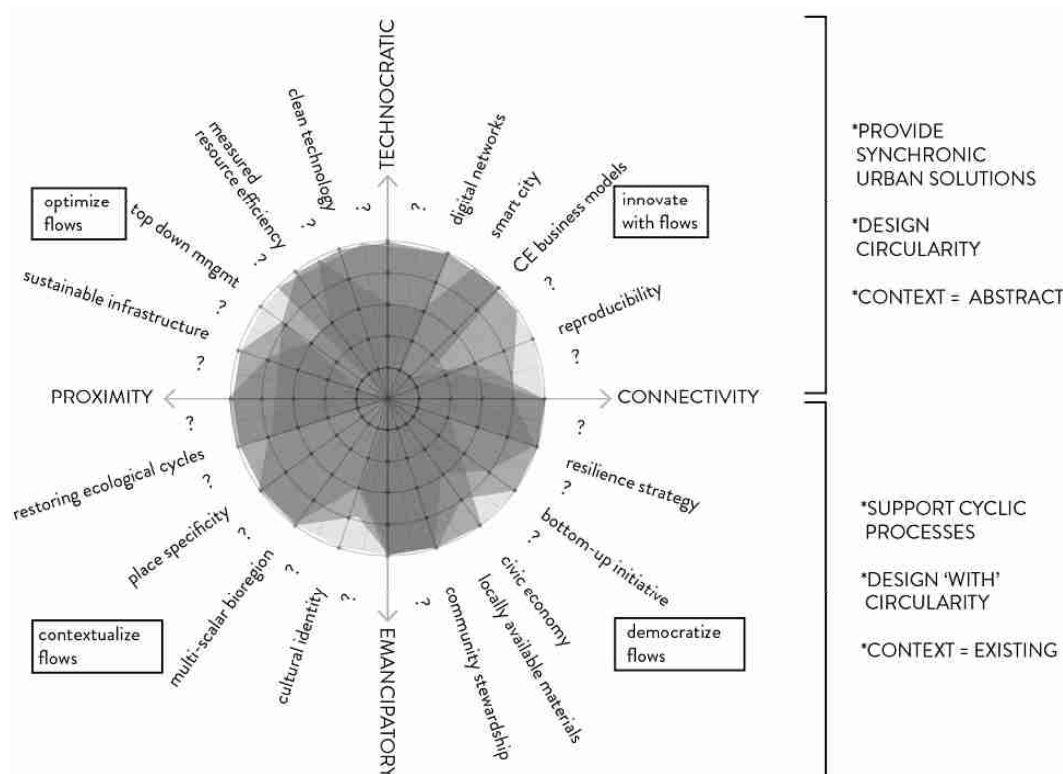 TECHNOCRATIC
clean technology
measured
resource efficiency
optimize
flows
top down mngmt
sustainable infrastructure
digital networks
smart city
CE business models
innovate
with flows
reproducibility
?
?
?
?
?
?
?
?
PROXIMITY
CONNECTIVITY
?
?
?
?
?
?
?
?
?
restoring ecological cycles
place specificity
multi-scalar bioregion
cultural identity
contextualize
flows
EMANCIPATORY
resilience strategy
bottom-up initiative
civic economy
locally available materials
community stewardship
democratize
flows
*PROVIDE
SYNCHRONIC
URBAN SOLUTIONS
*DESIGN
CIRCULARITY
*CONTEXT = ABSTRACT
*SUPPORT CYCLIC
PROCESSES
*DESIGN ‘WITH’
CIRCULARITY
*CONTEXT = EXISTING